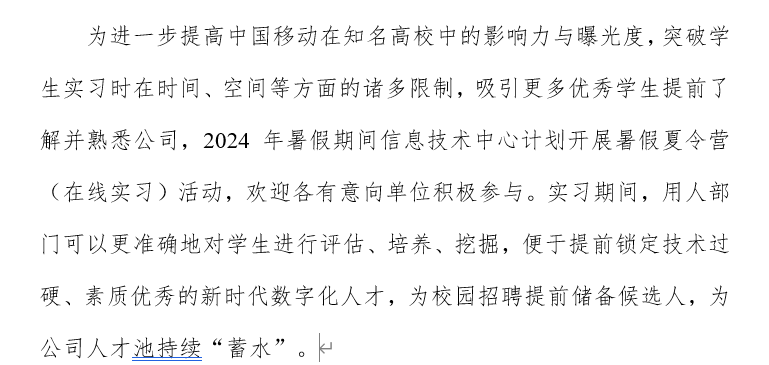 为进一步提高中国移动在知名高校中的影响力与曝光度，突破学
生实习时在时间、空间等方面的诸多限制，吸引更多优秀学生提前了
解并熟悉公司，2024 年暑假期间信息技术中心计划开展暑假夏令营
（在线实习）活动，欢迎各有意向单位积极参与。实习期间，用人部
门可以更准确地对学生进行评估、培养、挖掘，便于提前锁定技术过
硬、素质优秀的新时代数字化人才，为校园招聘提前储备候选人，为
公司人才池持续“蓄水”。